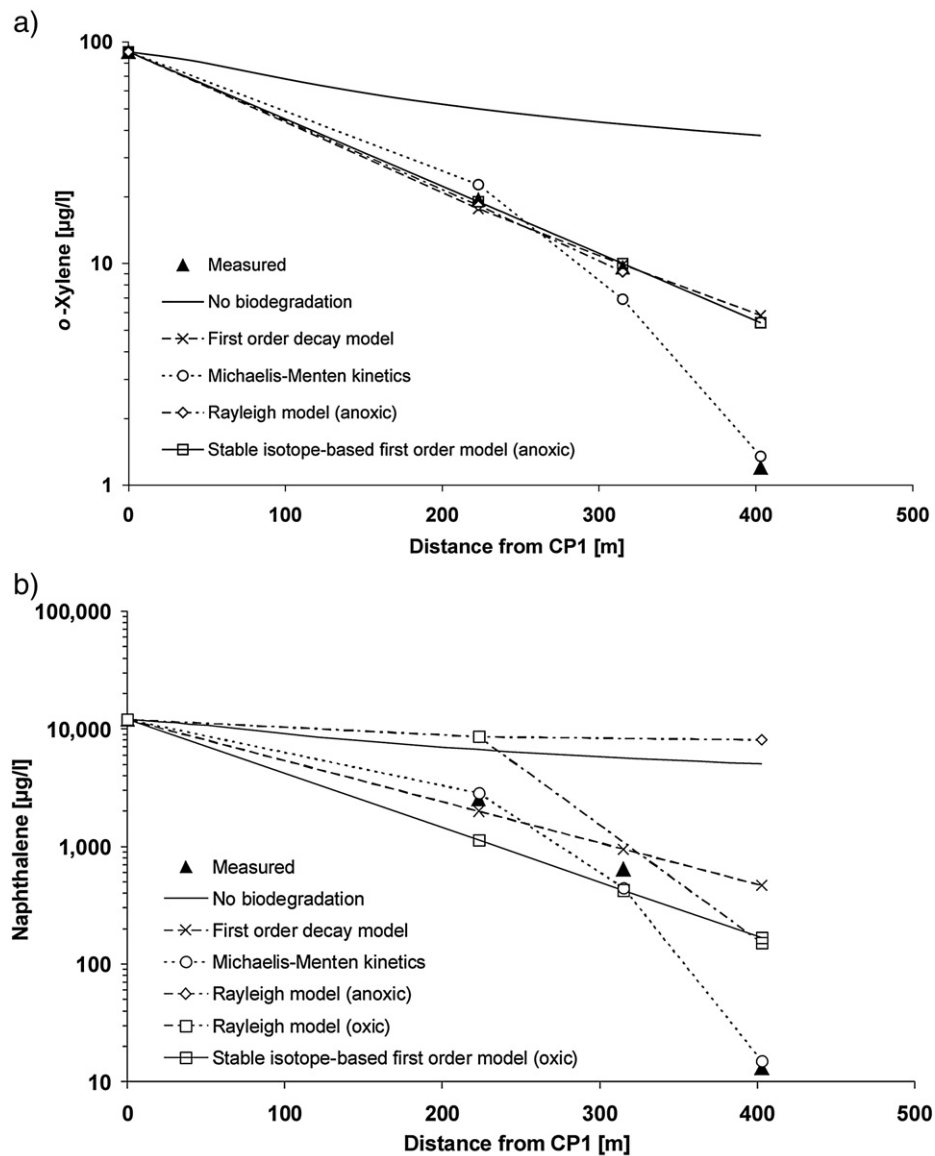 a)
100
10
1
o-Xylene [µg/l]
Measured
No biodegradation
First order decay model
Michaelis-Menten kinetics
Rayleigh model (anoxic)
Stable isotope-based first order model (anoxic)
0 100 200 300 400 500
Distance from CP1 [m]
b)
100,000
10,000
1,000
100
10
Naphthalene [µg/l]
Measured
No biodegradation
First order decay model
Michaelis-Menten kinetics
Rayleigh model (anoxic)
Rayleigh model (oxic)
Stable isotope-based first order model (oxic)
0 100 200 300 400 500
Distance from CP1 [m]